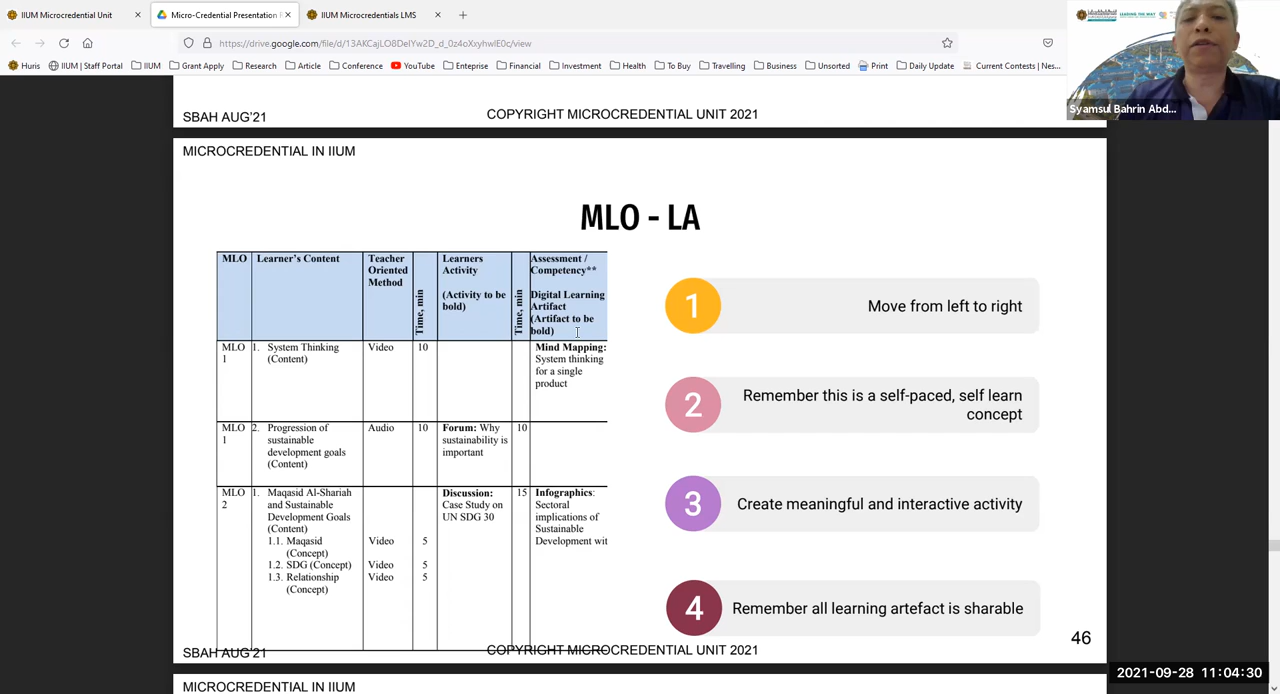 IIUM Microcredential Unit
Micro-Credential Presentation
IIUM Microcredentials LMS
https://drive.google.com/file/d/13AKCajLO8DeIYw2D_d_0z4oXxyhwIE0c/view
Huris
IIUM | Staff Portal
IIUM
Grant Apply
Research
Article
Conference
YouTube
Enteprise
Financial
Investment
Health
To Buy
Travelling
Business
Unsorted
Print
Daily Update
Current Contests | Nes...
LEADING THE WAY
Syamsul Bahrin Abd...
SBAH AUG'21
COPYRIGHT MICROCREDENTIAL UNIT 2021
MICROCREDENTIAL IN IIUM
MLO - LA
MLO
Learner's Content
Teacher
Oriented
Method
Time, min
Learners
Activity
(Activity to be
bold)
Time, min
Assessment /
Competency**
Digital Learning
Artifact
(Artifact to be
bold)
MLO
1
1. System Thinking
(Content)
Video
10
Mind Mapping:
System thinking
for a single
product
MLO
1
2. Progression of
sustainable
development goals
(Content)
Audio
10
Forum: Why
sustainability is
important
10
MLO
2
1. Maqasid Al-Shariah
and Sustainable
Development Goals
(Content)
1.1. Maqasid
(Concept)
1.2. SDG (Concept)
1.3. Relationship
(Concept)
Video
Video
Video
5
5
5
Discussion:
Case Study on
UN SDG 30
15
Infographics:
Sectoral
implications of
Sustainable
Development wit
1
Move from left to right
2
Remember this is a self-paced, self learn
concept
3
Create meaningful and interactive activity
4
Remember all learning artefact is sharable
46
SBAH AUG'21
COPYRIGHT MICROCREDENTIAL UNIT 2021
2021-09-28 11:04:30
MICROCREDENTIAL IN IIUM